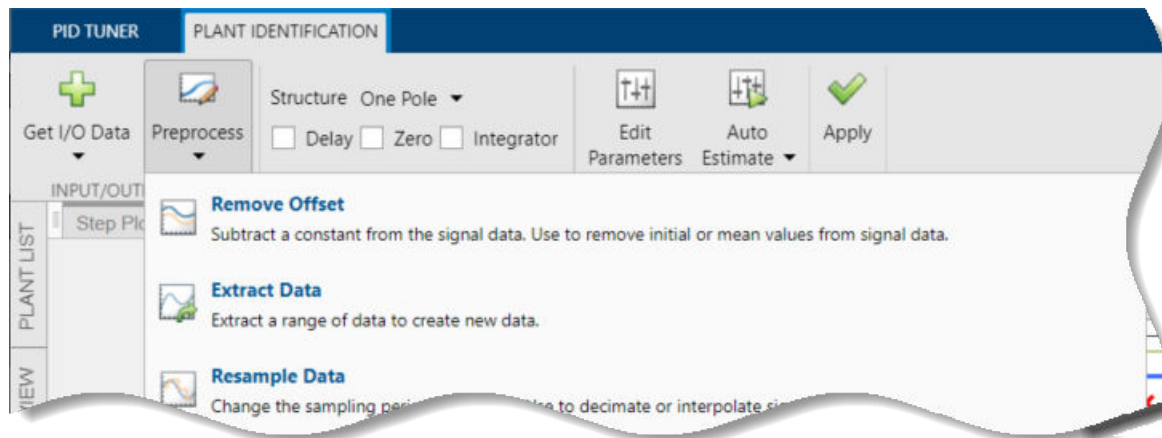 PID TUNER PLANT IDENTIFICATION
Get I/O Data Preprocess Structure One Pole Edit Parameters Auto Estimate Apply
Delay Zero Integrator
INPUT/OUT
Step Plo
PLANT LIST
Remove Offset
Subtract a constant from the signal data. Use to remove initial or mean values from signal data.
Extract Data
Extract a range of data to create new data.
Resample Data
Change the sampling to decimate or interpolate